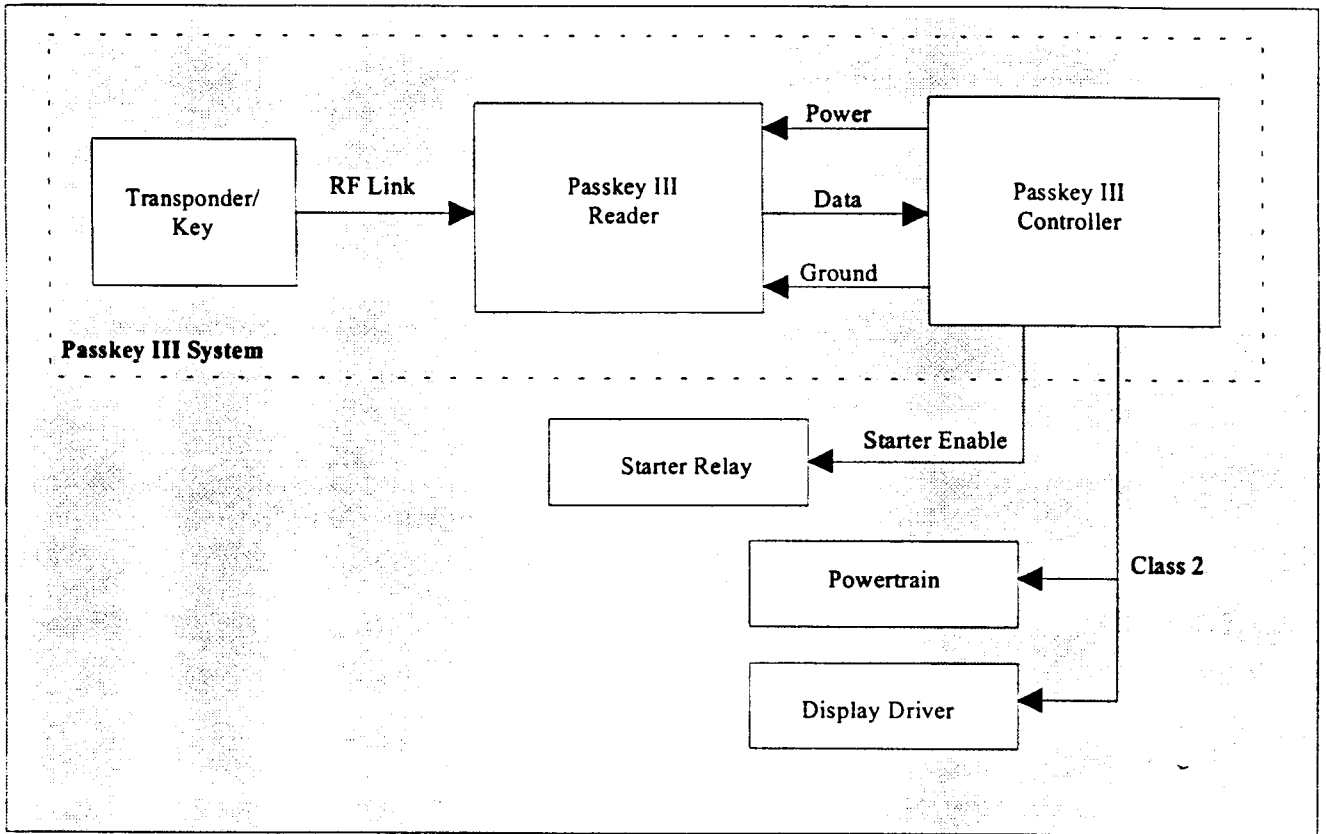 Transponder/
Key
RF Link
Passkey III
Reader
Power
Data
Ground
Passkey III
Controller
Passkey III System
Starter Enable
Starter Relay
Class 2
Powertrain
Display Driver